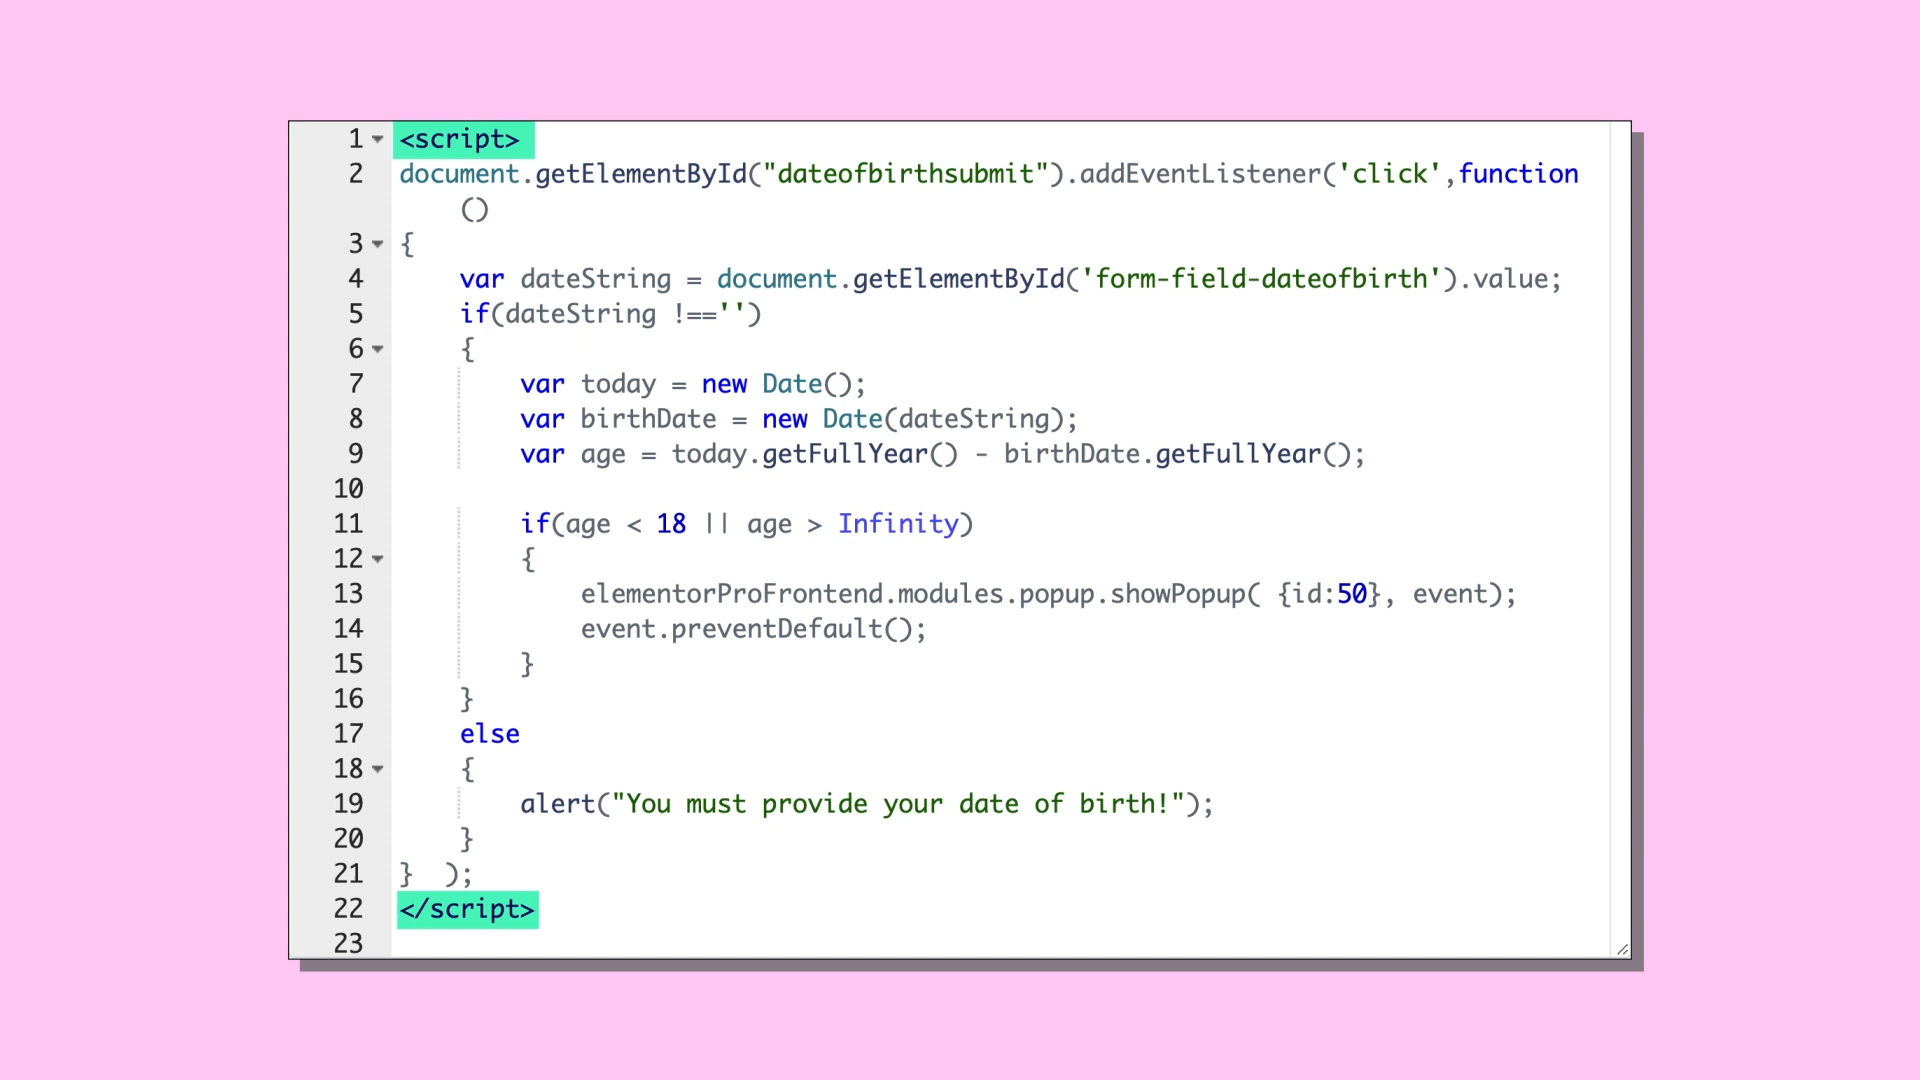 1 <script>
2 document.getElementById("dateofbirthsubmit").addEventListener('click',function
()
3 {
4     var dateString = document.getElementById('form-field-dateofbirth').value;
5     if(dateString !=='')
6     {
7         var today = new Date();
8         var birthDate = new Date(dateString);
9         var age = today.getFullYear() - birthDate.getFullYear();
10
11         if(age < 18 || age > Infinity)
12         {
13             elementorProFrontend.modules.popup.showPopup( {id:50}, event);
14             event.preventDefault();
15         }
16     }
17     else
18     {
19         alert("You must provide your date of birth!");
20     }
21 }  );
22 </script>
23